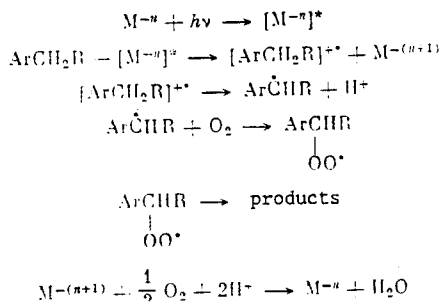 M⁻ⁿ + hν ⟶ [M⁻ⁿ]*
ArCH₂R – [M⁻ⁿ]* ⟶ [ArCH₂R]⁺• + M⁻⁽ⁿ⁺¹⁾
[ArCH₂R]⁺• ⟶ ArĊHR + H⁺
ArĊHR + O₂ ⟶ ArCHR
|
OO•
ArCHR ⟶ products
|
OO•
M⁻⁽ⁿ⁺¹⁾ + 1/2 O₂ + 2H⁺ ⟶ M⁻ⁿ + H₂O